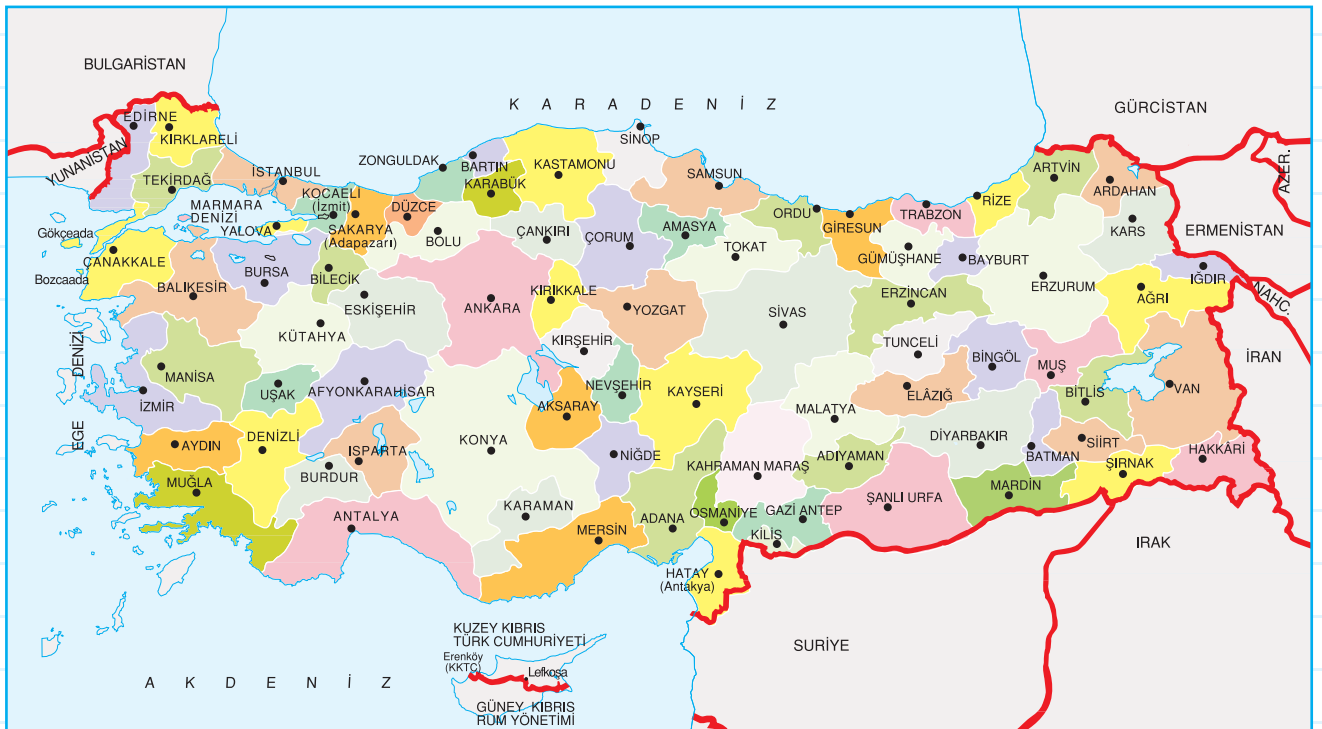 BULGARİSTAN
K A R A D E N İ Z
GÜRCİSTAN
EDİRNE
KIRKLARELİ
SİNOP
YUNANİSTAN
AZER.
ZONGULDAK
BARTIN
KASTAMONU
ARTVİN
TEKİRDAĞ
İSTANBUL
KARABÜK
SAMSUN
ARDAHAN
KOCAELİ
(İzmit)
MARMARA
DENİZİ
DÜZCE
ORDU
GİRESUN
TRABZON
RİZE
KARS
ERMENİSTAN
Gökçeada
YALOVA
SAKARYA
(Adapazarı)
BOLU
ÇANKIRI
ÇORUM
AMASYA
TOKAT
GÜMÜŞHANE
BAYBURT
ÇANAKKALE
Bozcaada
BURSA
BİLECİK
ERZURUM
IĞDIR
BALIKESİR
ESKİŞEHİR
ANKARA
KIRIKKALE
YOZGAT
SİVAS
ERZİNCAN
AĞRI
NAHÇ.
KÜTAHYA
KIRŞEHİR
TUNCELİ
BİNGÖL
MUŞ
İRAN
EGE DENİZİ
MANİSA
UŞAK
AFYONKARAHİSAR
NEVŞEHİR
KAYSERİ
ELAZIĞ
BİTLİS
VAN
İZMİR
AKSARAY
MALATYA
AYDIN
DENİZLİ
ISPARTA
KONYA
NİĞDE
DİYARBAKIR
BATMAN
SİİRT
HAKKÂRİ
BURDUR
KAHRAMAN MARAŞ
ADIYAMAN
ŞIRNAK
MUĞLA
ANTALYA
KARAMAN
MERSİN
ADANA
OSMANİYE
GAZİ ANTEP
ŞANLI URFA
MARDİN
KİLİS
IRAK
HATAY
(Antakya)
KUZEY KIBRIS
TÜRK CUMHURİYETİ
SURİYE
Erenköy
(KKTC)
Lefkoşa
A K D E N İ Z
GÜNEY KIBRIS
RUM YÖNETİMİ